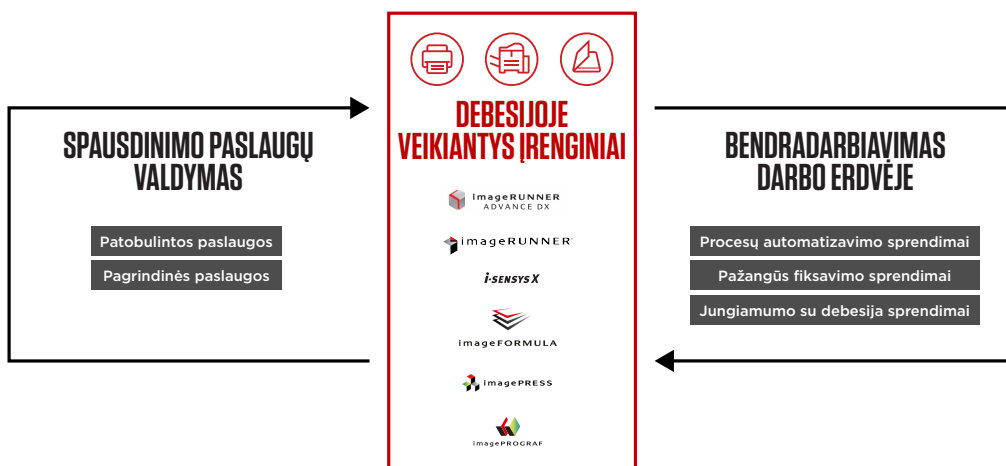 SPAUSDINIMO PASLAUGŲ
VALDYMAS
Patobulintos paslaugos
Pagrindinės paslaugos
DEBESIJOJE
VEIKIANTYS ĮRENGINIAI
imageRUNNER
ADVANCE DX
imageRUNNER
i-SENSYS X
imageFORMULA
imagePRESS
imagePROGRAF
BENDRADARBIAVIMAS
DARBO ERDVĖJE
Procesų automatizavimo sprendimai
Pažangūs fiksavimo sprendimai
Jungiamumo su debesija sprendimai